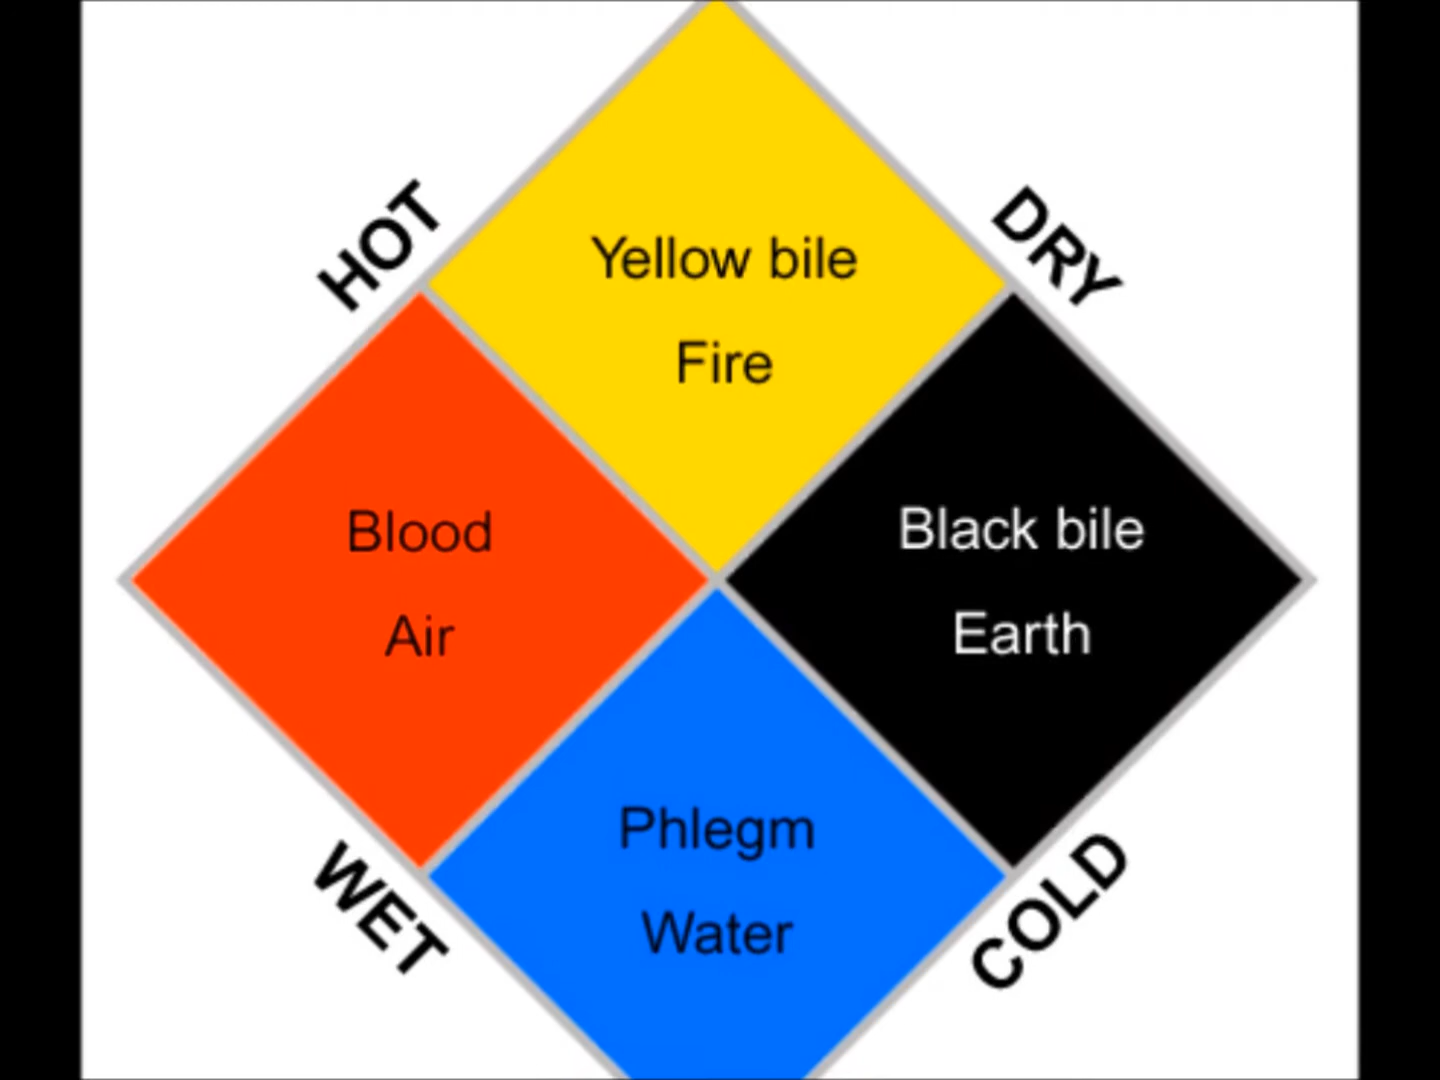 HOT
DRY
Yellow bile
Fire
Blood
Air
Black bile
Earth
Phlegm
Water
WET
COLD